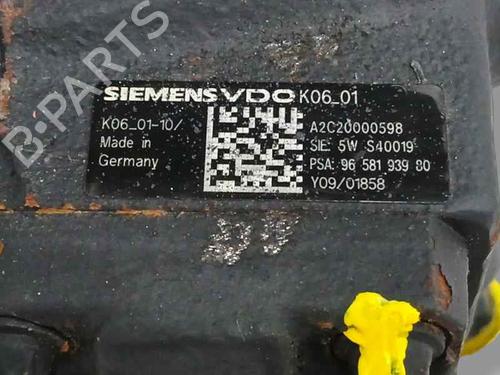 B-PARTS
SIEMENS VDO K06_01
K06_01-10/
Made in
Germany
A2C20000598
SIE: 5W S40019
PSA: 96 581 939 80
Y09/01858